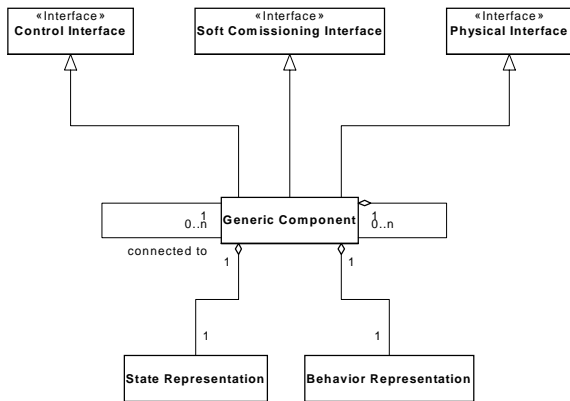 «Interface»
Control Interface
«Interface»
Soft Comissioning Interface
«Interface»
Physical Interface
1
0..n
Generic Component
1
0..n
connected to
1
1
1
1
State Representation
Behavior Representation